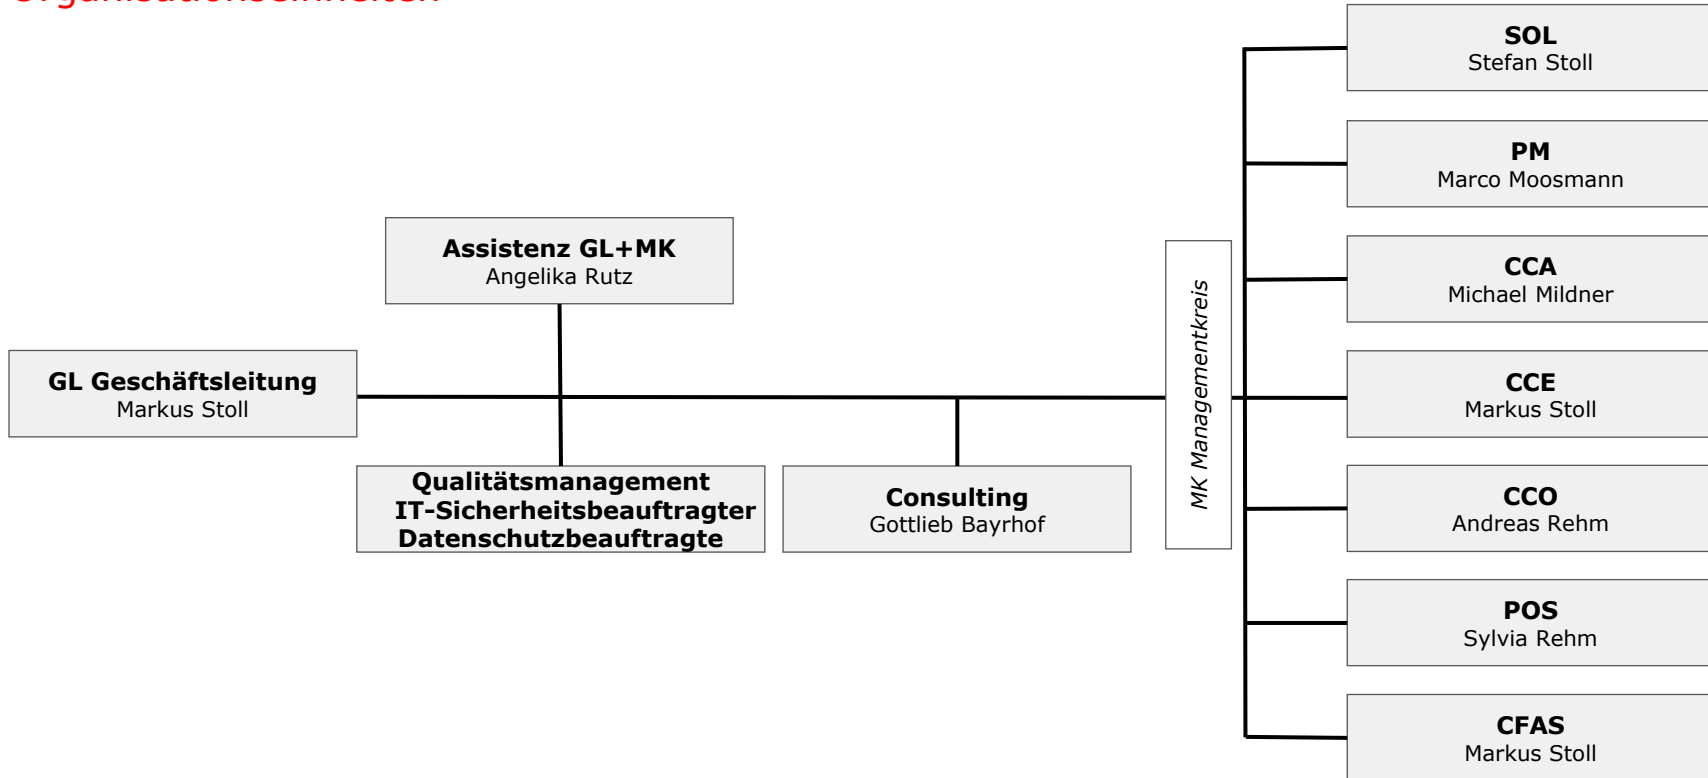 Organisationseinheiten
SOL
Stefan Stoll
PM
Marco Moosmann
Assistenz GL+MK
Angelika Rutz
CCA
Michael Mildner
GL Geschäftsleitung
Markus Stoll
MK Managementkreis
CCE
Markus Stoll
Qualitätsmanagement
IT-Sicherheitsbeauftragter
Datenschutzbeauftragte
Consulting
Gottlieb Bayrhof
CCO
Andreas Rehm
POS
Sylvia Rehm
CFAS
Markus Stoll